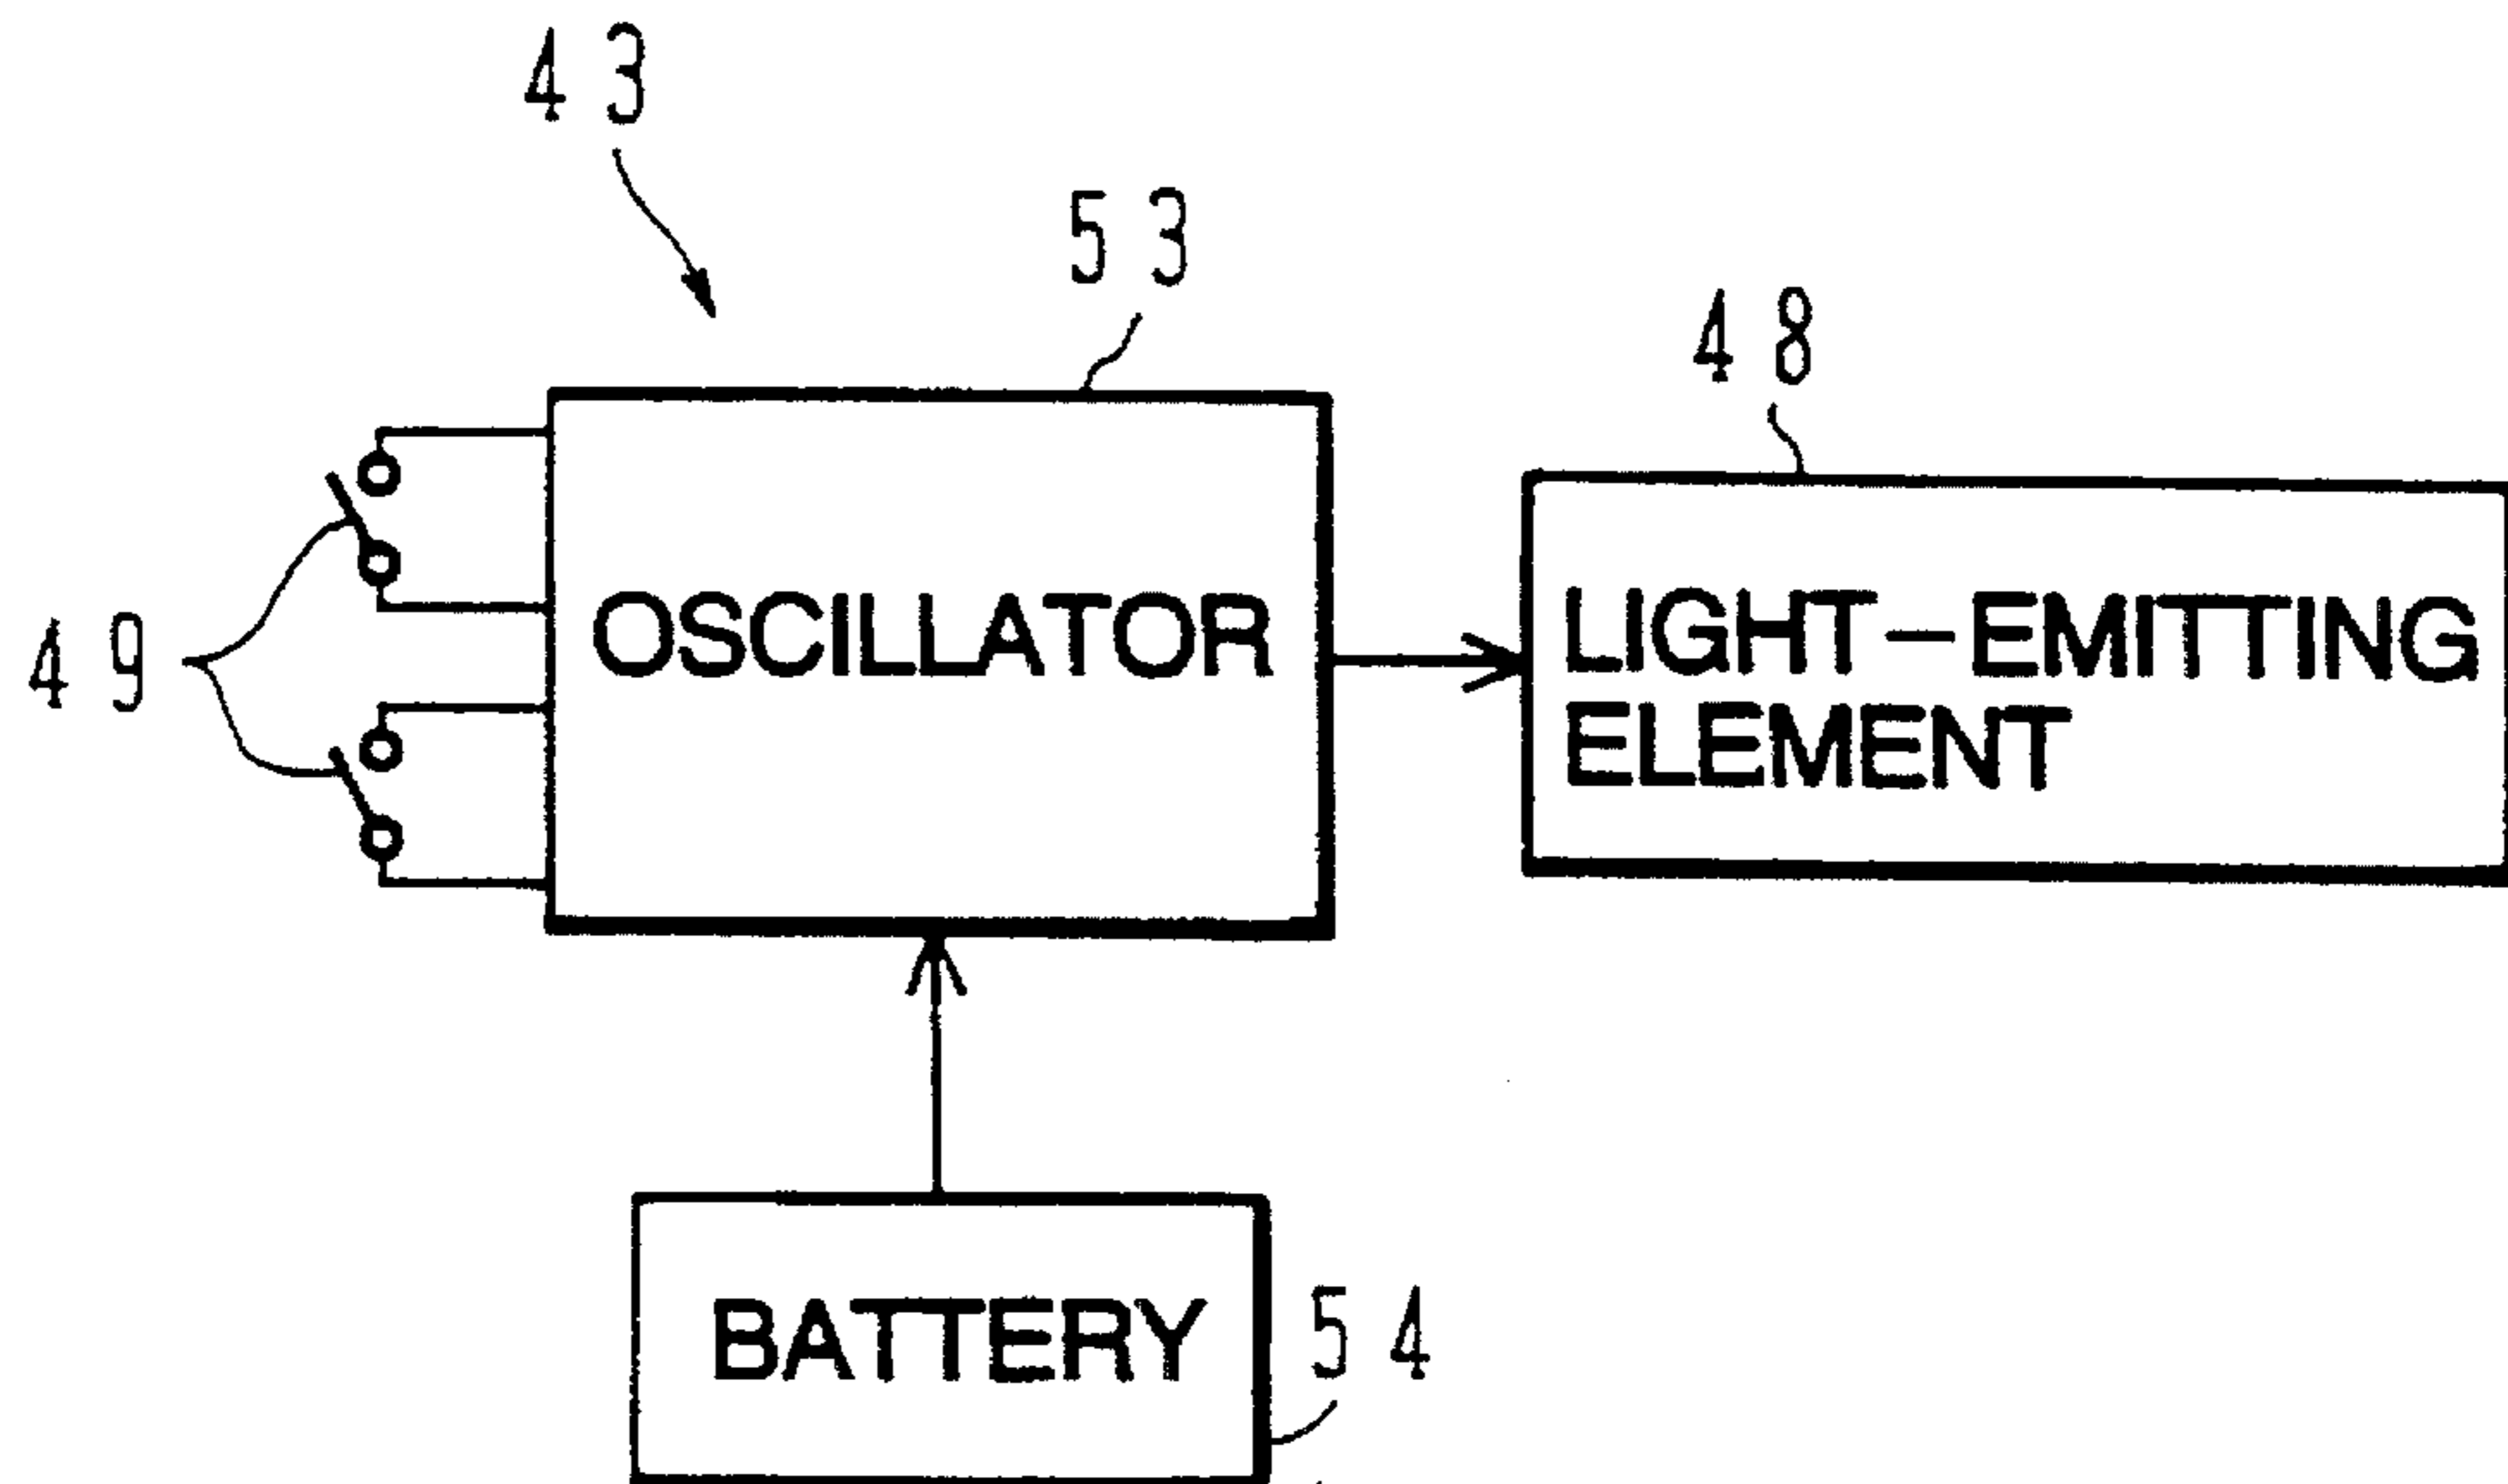 43
53
48
49
OSCILLATOR
LIGHT-EMITTING
ELEMENT
BATTERY
54